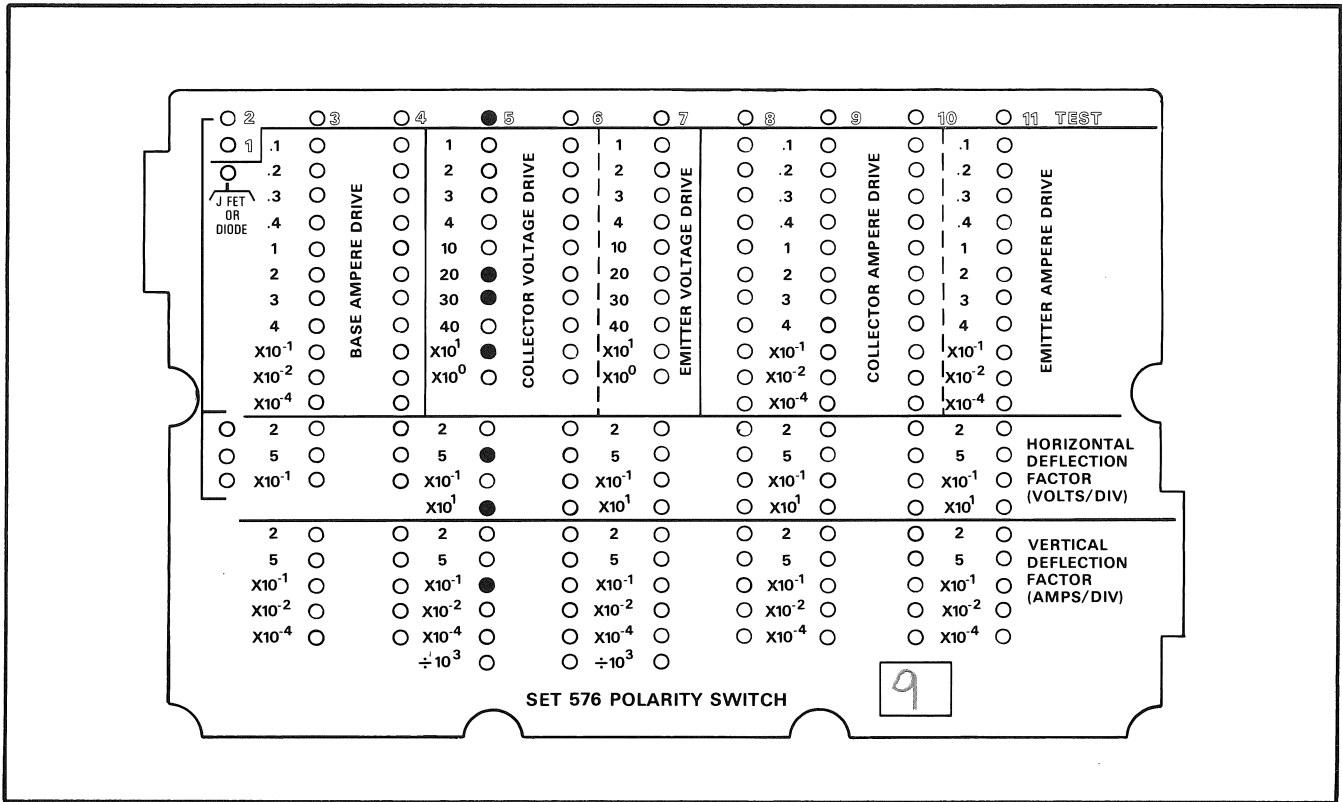 2 3 4 5 6 7 8 9 10 11 TEST
1 .1 1 1 .1 .1
.2 2 2 .2 .2
.3 3 3 .3 .3
.4 4 4 .4 .4
1 10 10 1 1
2 20 20 2 2
3 30 30 3 3
4 40 40 4 4
X10⁻¹ X10¹ X10¹ X10⁻¹ X10⁻¹
X10⁻² X10⁰ X10⁰ X10⁻² X10⁻²
X10⁻⁴ X10⁻⁴ X10⁻⁴
J FET
OR
DIODE
BASE AMPERE DRIVE
COLLECTOR VOLTAGE DRIVE
EMITTER VOLTAGE DRIVE
COLLECTOR AMPERE DRIVE
EMITTER AMPERE DRIVE
2 2 2 2 2
5 5 5 5 5
X10⁻¹ X10⁻¹ X10⁻¹ X10⁻¹ X10⁻¹
X10¹ X10¹ X10¹ X10¹
HORIZONTAL
DEFLECTION
FACTOR
(VOLTS/DIV)
2 2 2 2 2
5 5 5 5 5
X10⁻¹ X10⁻¹ X10⁻¹ X10⁻¹ X10⁻¹
X10⁻² X10⁻² X10⁻² X10⁻² X10⁻²
X10⁻⁴ X10⁻⁴ X10⁻⁴ X10⁻⁴ X10⁻⁴
÷10³ ÷10³
VERTICAL
DEFLECTION
FACTOR
(AMPS/DIV)
SET 576 POLARITY SWITCH
9